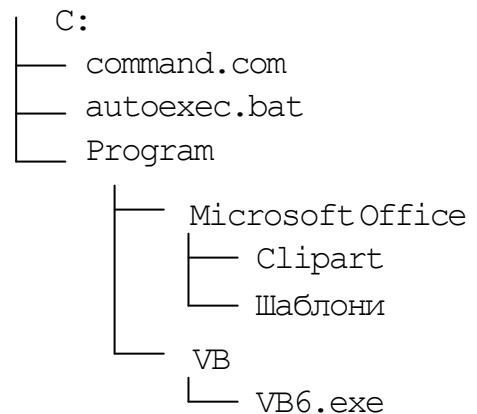 C:
command.com
autoexec.bat
Program
Microsoft Office
Clipart
Шаблони
VB
VB6.exe